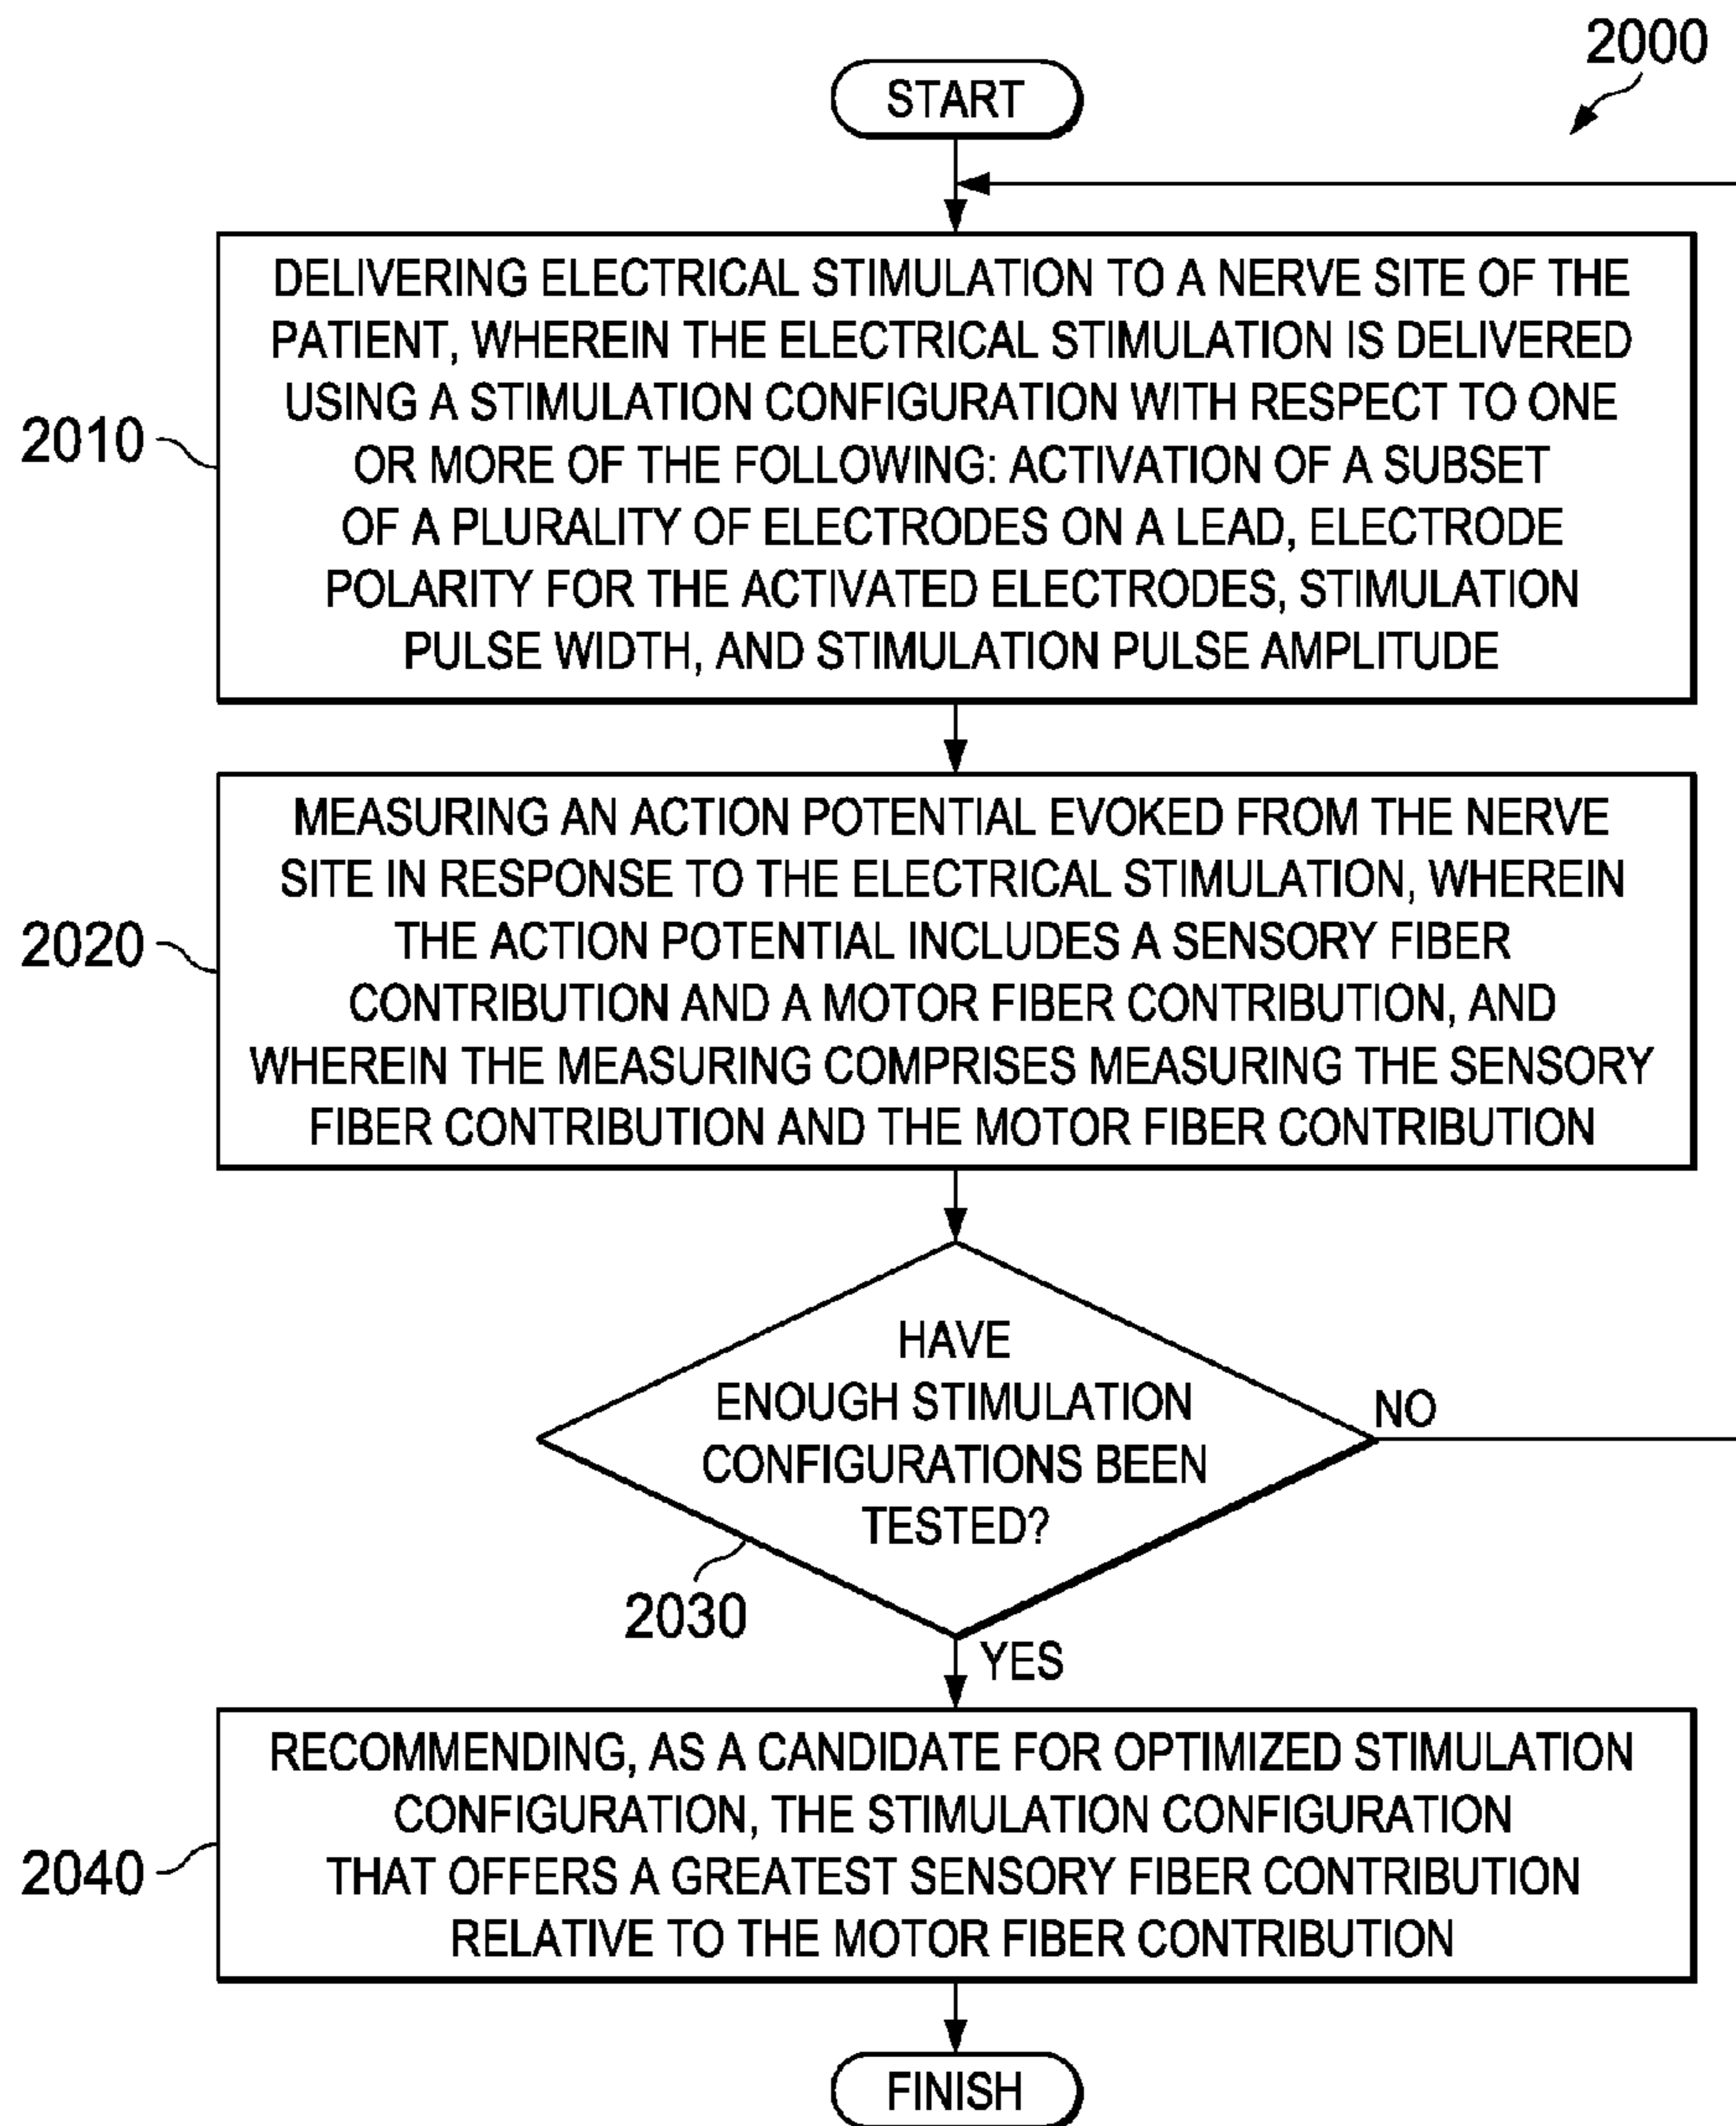 2000
START
DELIVERING ELECTRICAL STIMULATION TO A NERVE SITE OF THE
PATIENT, WHEREIN THE ELECTRICAL STIMULATION IS DELIVERED
USING A STIMULATION CONFIGURATION WITH RESPECT TO ONE
OR MORE OF THE FOLLOWING: ACTIVATION OF A SUBSET
OF A PLURALITY OF ELECTRODES ON A LEAD, ELECTRODE
POLARITY FOR THE ACTIVATED ELECTRODES, STIMULATION
PULSE WIDTH, AND STIMULATION PULSE AMPLITUDE
2010
MEASURING AN ACTION POTENTIAL EVOKED FROM THE NERVE
SITE IN RESPONSE TO THE ELECTRICAL STIMULATION, WHEREIN
THE ACTION POTENTIAL INCLUDES A SENSORY FIBER
CONTRIBUTION AND A MOTOR FIBER CONTRIBUTION, AND
WHEREIN THE MEASURING COMPRISES MEASURING THE SENSORY
FIBER CONTRIBUTION AND THE MOTOR FIBER CONTRIBUTION
2020
HAVE
ENOUGH STIMULATION
CONFIGURATIONS BEEN
TESTED?
NO
2030
YES
RECOMMENDING, AS A CANDIDATE FOR OPTIMIZED STIMULATION
CONFIGURATION, THE STIMULATION CONFIGURATION
THAT OFFERS A GREATEST SENSORY FIBER CONTRIBUTION
RELATIVE TO THE MOTOR FIBER CONTRIBUTION
2040
FINISH